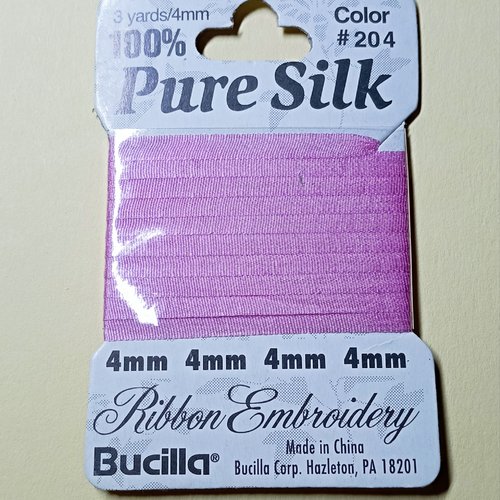 3 yards/4mm Color
100% #204
Pure Silk
4mm 4mm 4mm 4mm
Ribbon Embroidery
Made in China
Bucilla® Bucilla Corp. Hazleton, PA 18201